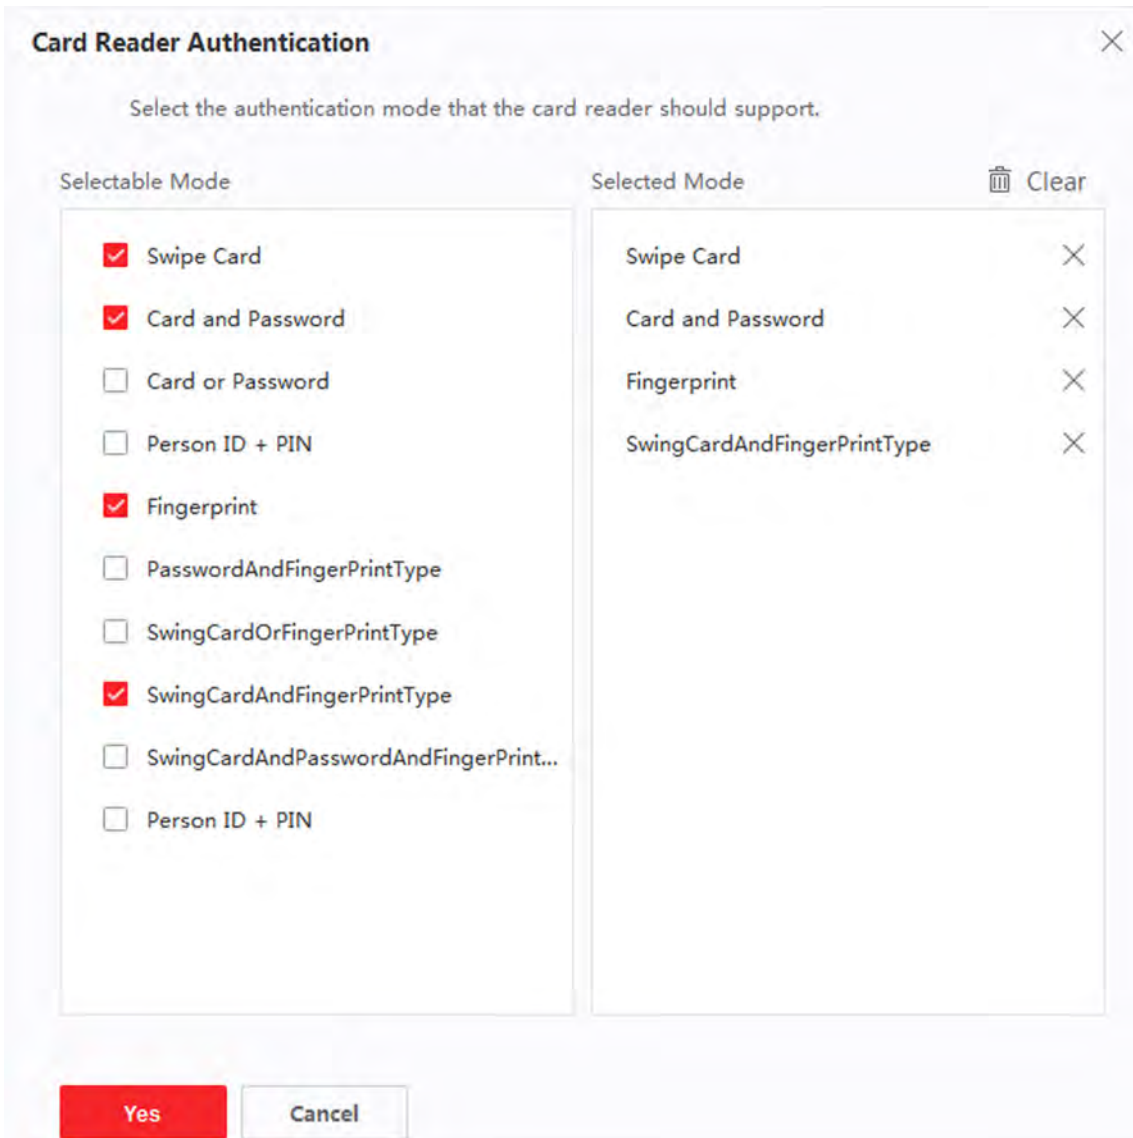 Card Reader Authentication
Select the authentication mode that the card reader should support.
Selectable Mode
Swipe Card
Card and Password
Card or Password
Person ID + PIN
Fingerprint
PasswordAndFingerPrintType
SwingCardOrFingerPrintType
SwingCardAndFingerPrintType
SwingCardAndPasswordAndFingerPrint...
Person ID + PIN
Selected Mode
Clear
Swipe Card
Card and Password
Fingerprint
SwingCardAndFingerPrintType
Yes
Cancel